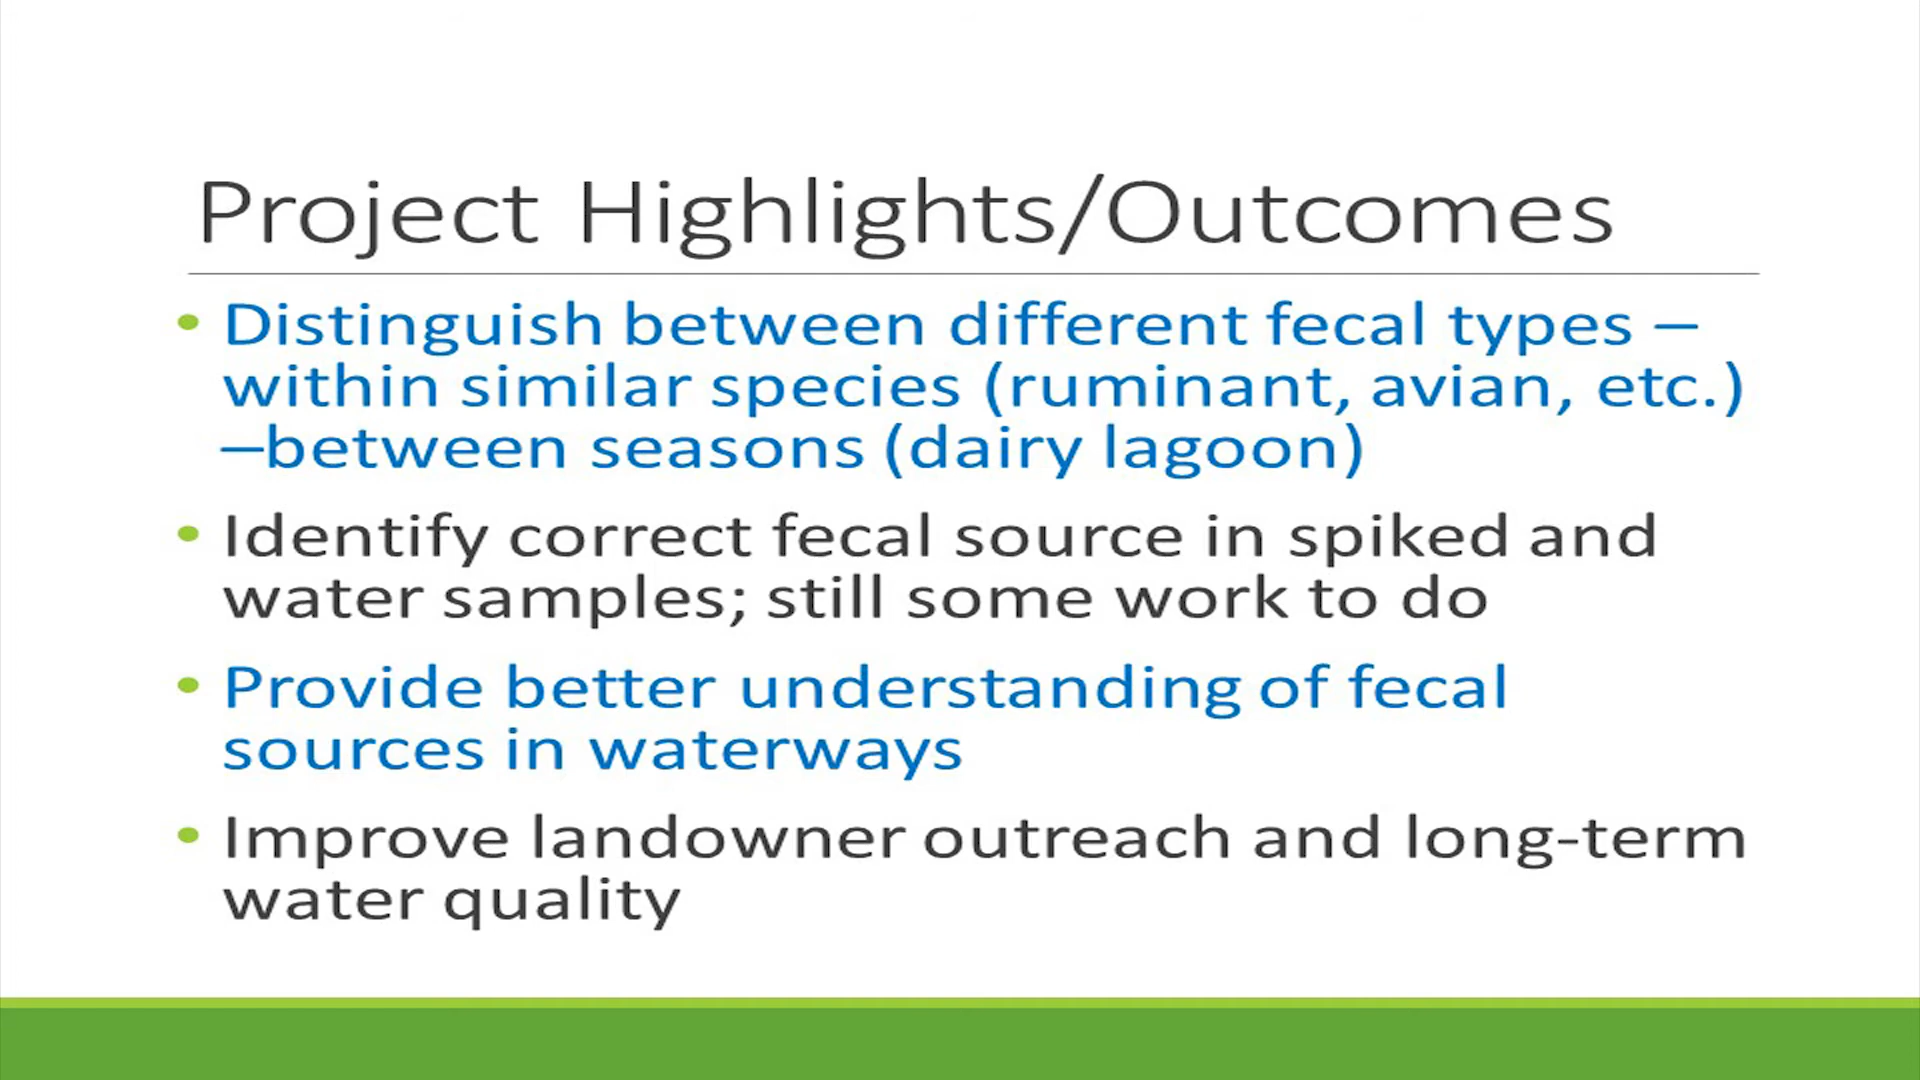 Project Highlights/Outcomes
• Distinguish between different fecal types –
within similar species (ruminant, avian, etc.)
–between seasons (dairy lagoon)
• Identify correct fecal source in spiked and
water samples; still some work to do
• Provide better understanding of fecal
sources in waterways
• Improve landowner outreach and long-term
water quality